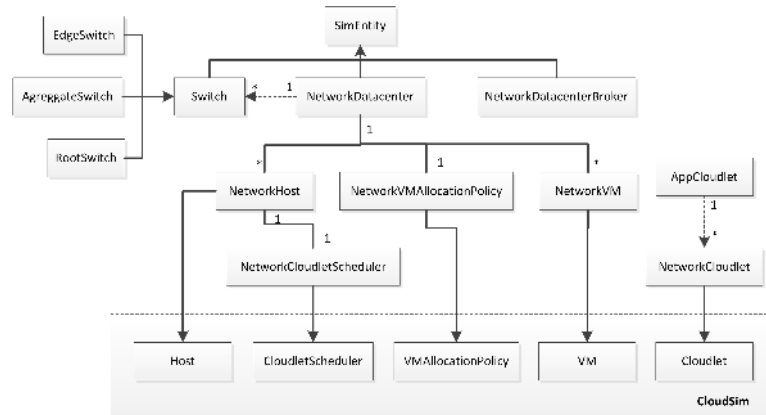 SimEntity
EdgeSwitch
AgreggateSwitch
Switch
* 1
NetworkDatacenter
NetworkDatacenterBroker
RootSwitch
1
* 1 *
NetworkHost
NetworkVMAllocationPolicy
NetworkVM
AppCloudlet
1
1
1
*
NetworkCloudletScheduler
NetworkCloudlet
Host
CloudletScheduler
VMAllocationPolicy
VM
Cloudlet
CloudSim